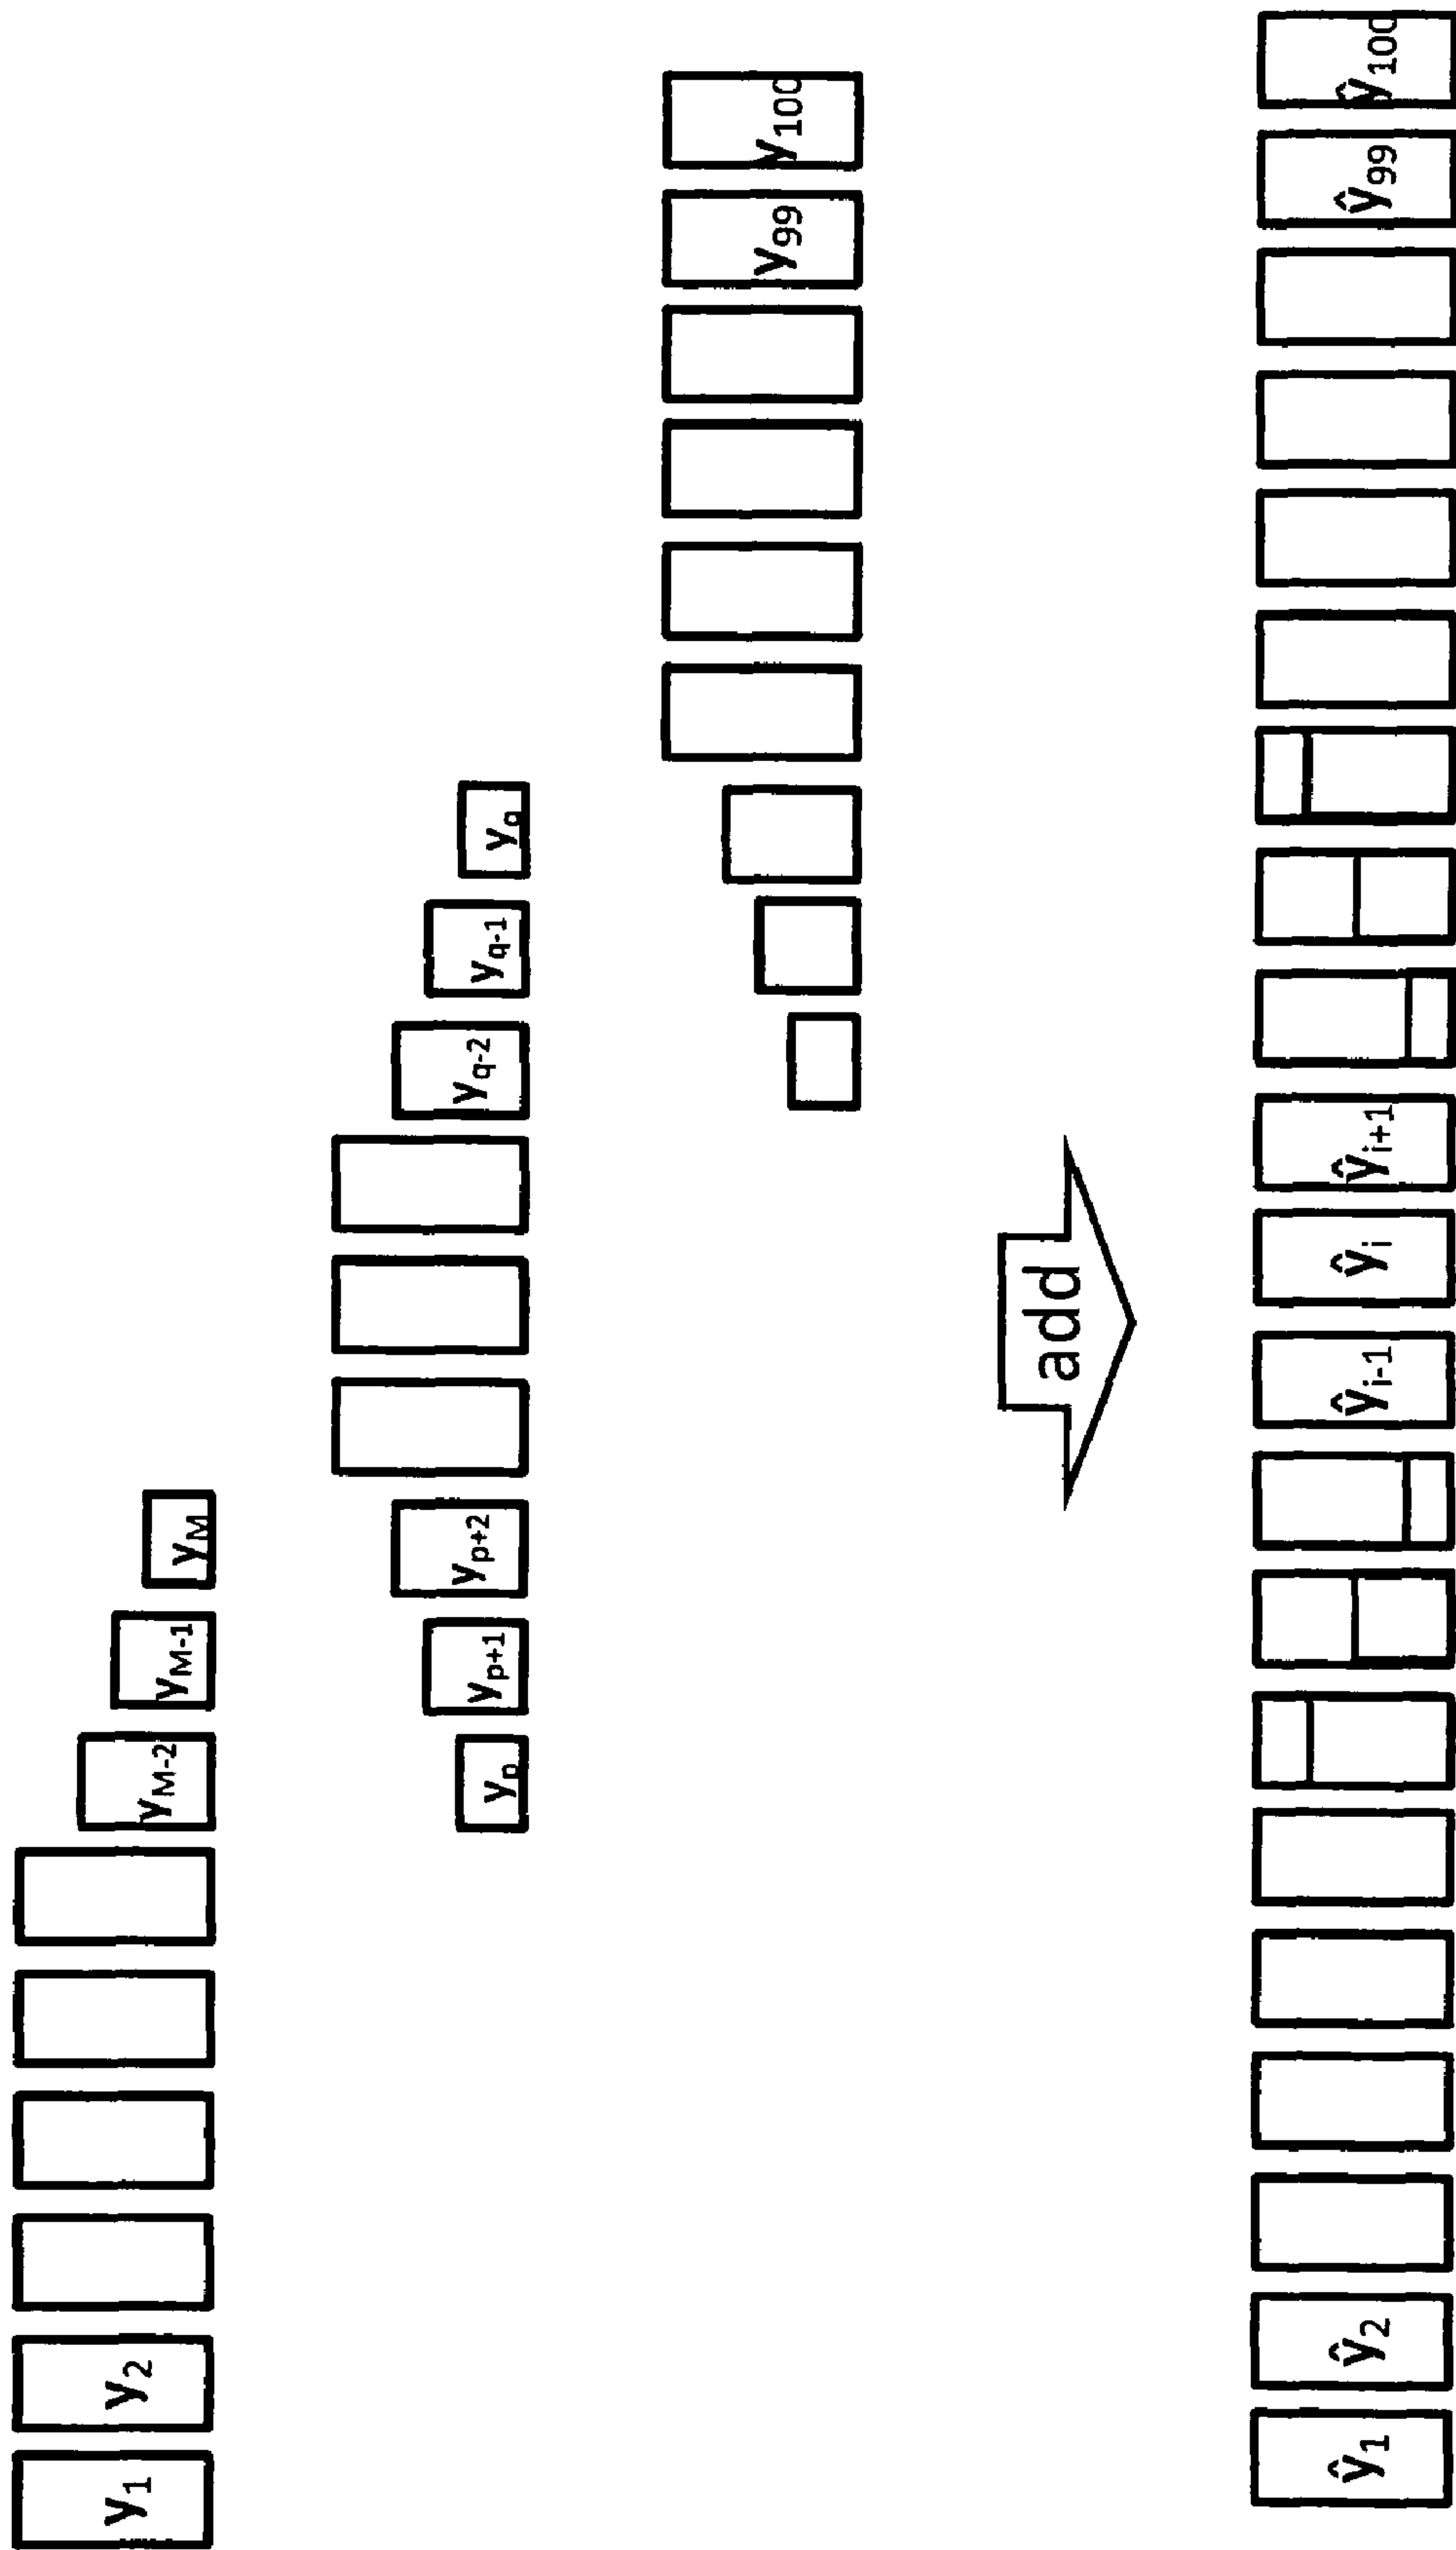 y1 y2 yM-2 yM-1 yM
yp yp+1 yp+2 yq-2 yq-1 yq
y99 y100
add
ŷ1 ŷ2 ŷi-1 ŷi ŷi+1 ŷ99 ŷ100